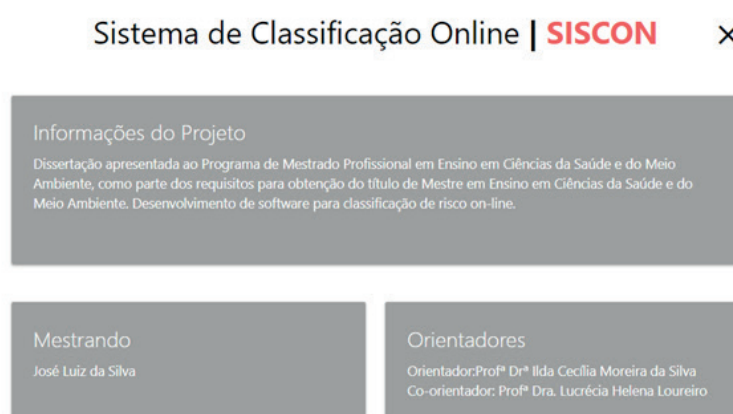 Sistema de Classificação Online | SISCON
Informações do Projeto
Dissertação apresentada ao Programa de Mestrado Profissional em Ensino em Ciências da Saúde e do Meio
Ambiente, como parte dos requisitos para obtenção do título de Mestre em Ensino em Ciências da Saúde e do
Meio Ambiente. Desenvolvimento de software para classificação de risco on-line.
Mestrando
José Luiz da Silva
Orientadores
Orientador:Profª Drª Ilda Cecília Moreira da Silva
Co-orientador: Profª Dra. Lucrécia Helena Loureiro